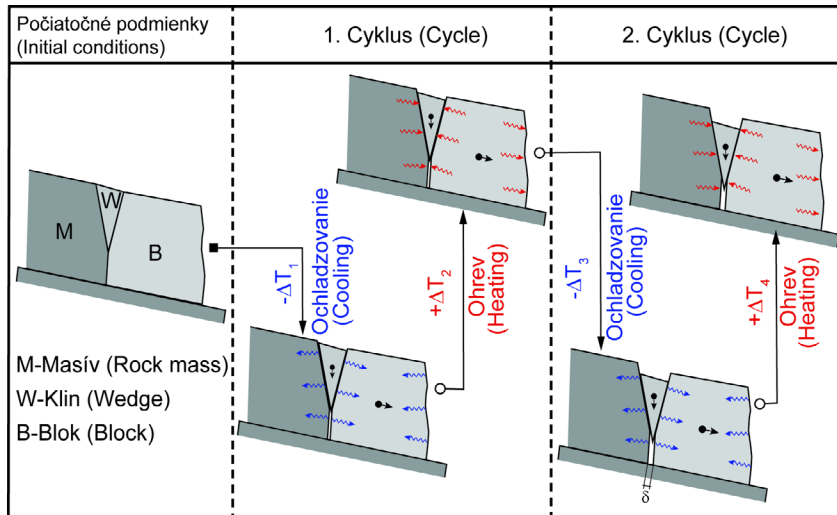 Počiatočné podmienky
(Initial conditions)
1. Cyklus (Cycle)
2. Cyklus (Cycle)
M
W
B
M-Masív (Rock mass)
W-Klin (Wedge)
B-Blok (Block)
-ΔT1
Ochladzovanie
(Cooling)
+ΔT2
Ohrev
(Heating)
-ΔT3
Ochladzovanie
(Cooling)
+ΔT4
Ohrev
(Heating)
δ